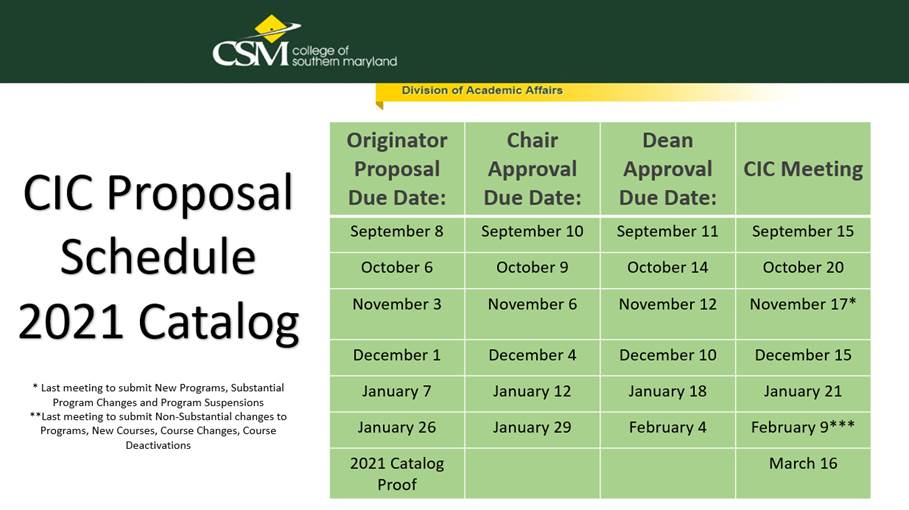 CSM college of
southern maryland
Division of Academic Affairs
CIC Proposal
Schedule
2021 Catalog
* Last meeting to submit New Programs, Substantial
Program Changes and Program Suspensions
**Last meeting to submit Non-Substantial changes to
Programs, New Courses, Course Changes, Course
Deactivations
Originator Proposal Due Date: Chair Approval Due Date: Dean Approval Due Date: CIC Meeting
September 8 September 10 September 11 September 15
October 6 October 9 October 14 October 20
November 3 November 6 November 12 November 17*
December 1 December 4 December 10 December 15
January 7 January 12 January 18 January 21
January 26 January 29 February 4 February 9***
2021 Catalog Proof March 16